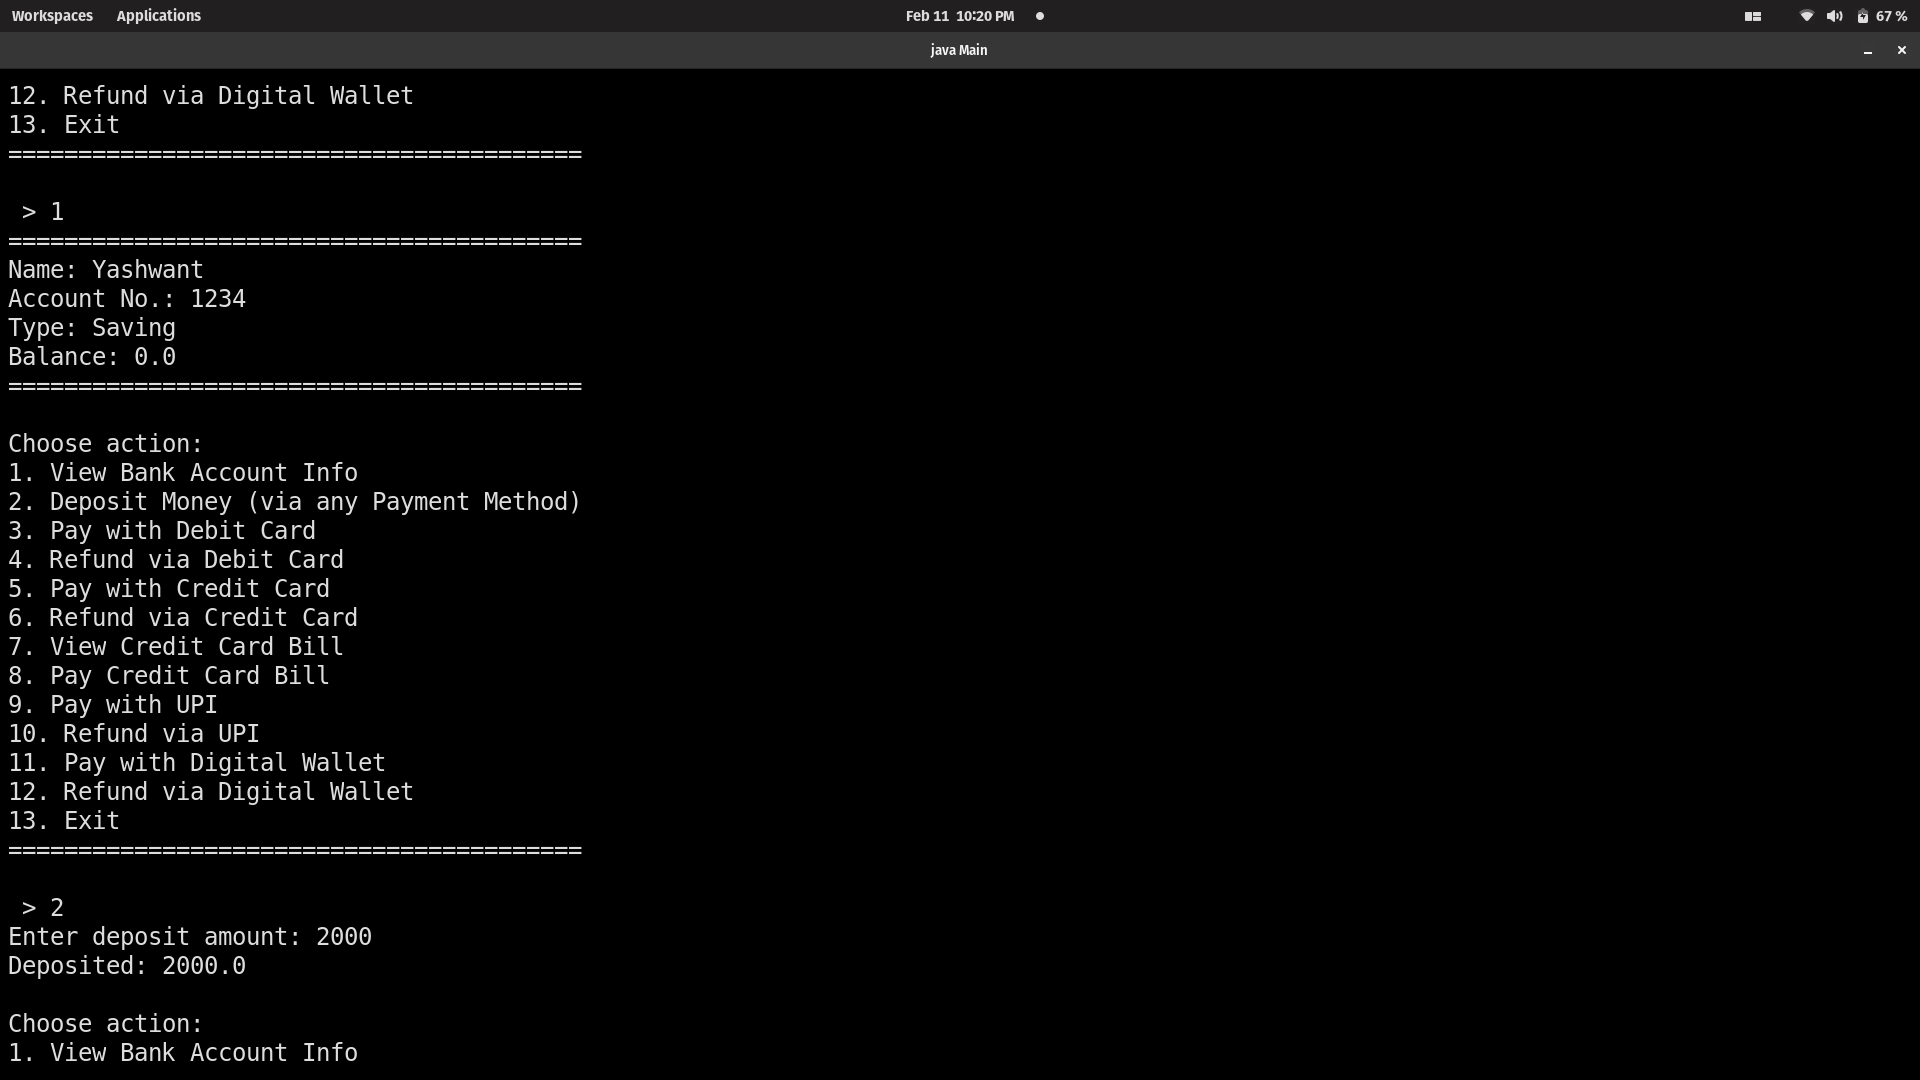 Workspaces Applications Feb 11 10:20 PM 67 %
java Main
12. Refund via Digital Wallet
13. Exit
=========================================
> 1
=========================================
Name: Yashwant
Account No.: 1234
Type: Saving
Balance: 0.0
=========================================
Choose action:
1. View Bank Account Info
2. Deposit Money (via any Payment Method)
3. Pay with Debit Card
4. Refund via Debit Card
5. Pay with Credit Card
6. Refund via Credit Card
7. View Credit Card Bill
8. Pay Credit Card Bill
9. Pay with UPI
10. Refund via UPI
11. Pay with Digital Wallet
12. Refund via Digital Wallet
13. Exit
=========================================
> 2
Enter deposit amount: 2000
Deposited: 2000.0
Choose action:
1. View Bank Account Info